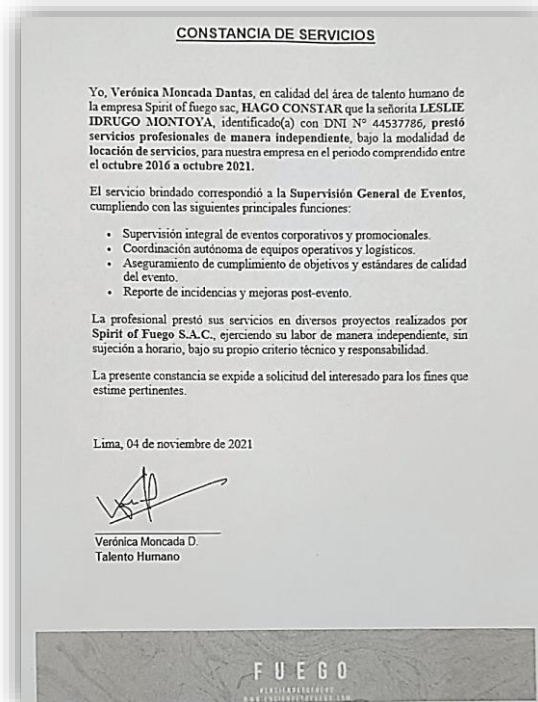 CONSTANCIA DE SERVICIOS
Yo, Verónica Moncada Dantas, en calidad del área de talento humano de
la empresa Spirit of fuego sac, HAGO CONSTAR que la señorita LESLIE
IDRUGO MONTOYA, identificado(a) con DNI N° 44537786, prestó
servicios profesionales de manera independiente, bajo la modalidad de
locación de servicios, para nuestra empresa en el periodo comprendido entre
el octubre 2016 a octubre 2021.
El servicio brindado correspondió a la Supervisión General de Eventos,
cumpliendo con las siguientes principales funciones:
• Supervisión integral de eventos corporativos y promocionales.
• Coordinación autónoma de equipos operativos y logísticos.
• Aseguramiento de cumplimiento de objetivos y estándares de calidad
del evento.
• Reporte de incidencias y mejoras post-evento.
La profesional prestó sus servicios en diversos proyectos realizados por
Spirit of Fuego S.A.C., ejerciendo su labor de manera independiente, sin
sujeción a horario, bajo su propio criterio técnico y responsabilidad.
La presente constancia se expide a solicitud del interesado para los fines que
estime pertinentes.
Lima, 04 de noviembre de 2021
Verónica Moncada D.
Talento Humano
FUEGO